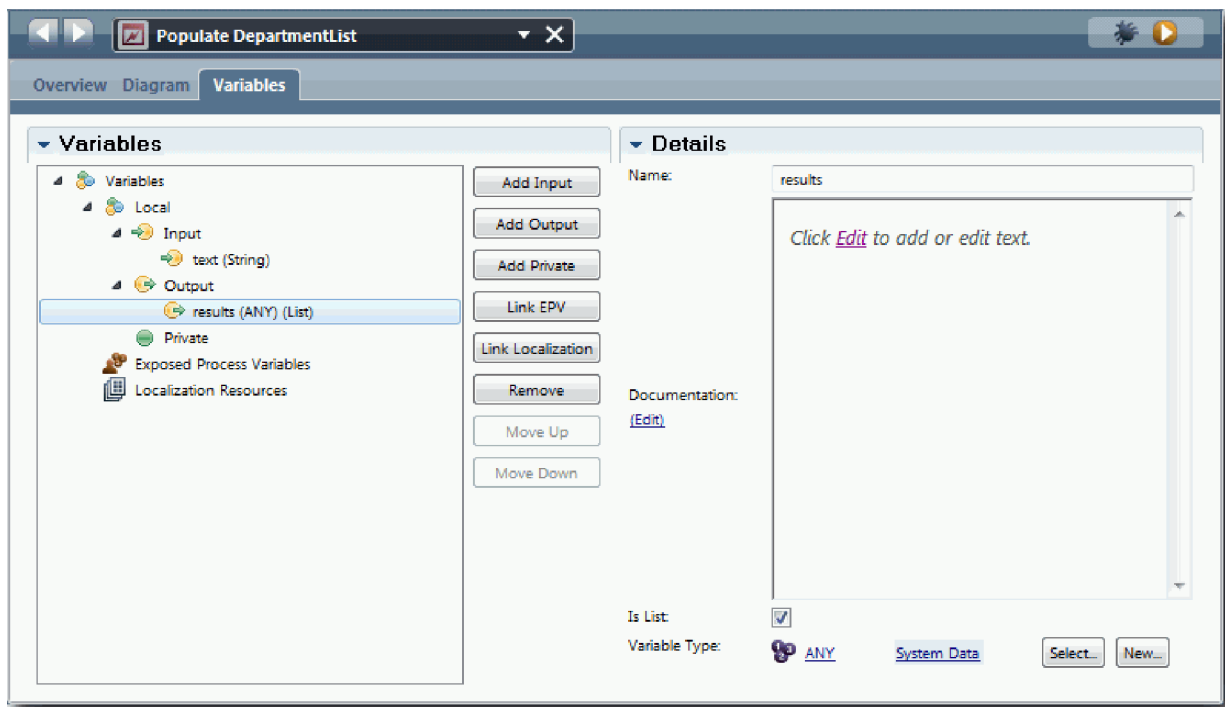 Populate DepartmentList
Overview Diagram Variables
Variables
Variables
Local
Input
text (String)
Output
results (ANY) (List)
Private
Exposed Process Variables
Localization Resources
Add Input
Add Output
Add Private
Link EPV
Link Localization
Remove
Move Up
Move Down
Details
Name: results
Click Edit to add or edit text.
Documentation:
(Edit)
Is List:
Variable Type: ANY System Data Select... New...